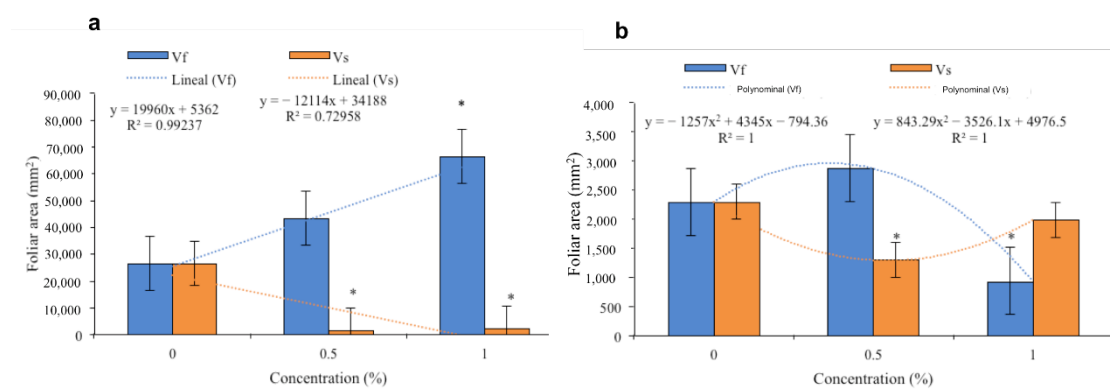 a
Vf
Vs
Lineal (Vf)
Lineal (Vs)
y = 19960x + 5362
R² = 0.99237
y = − 12114x + 34188
R² = 0.72958
90,000
80,000
70,000
60,000
50,000
40,000
30,000
20,000
10,000
0
Foliar area (mm²)
*
*
*
0
0.5
1
Concentration (%)
b
Vf
Vs
Polynominal (Vf)
Polynominal (Vs)
y = − 1257x² + 4345x − 794.36
R² = 1
y = 843.29x² − 3526.1x + 4976.5
R² = 1
4,000
3,500
3,000
2,500
2,000
1,500
1,000
500
0
Foliar area (mm²)
*
*
0
0.5
1
Concentration (%)